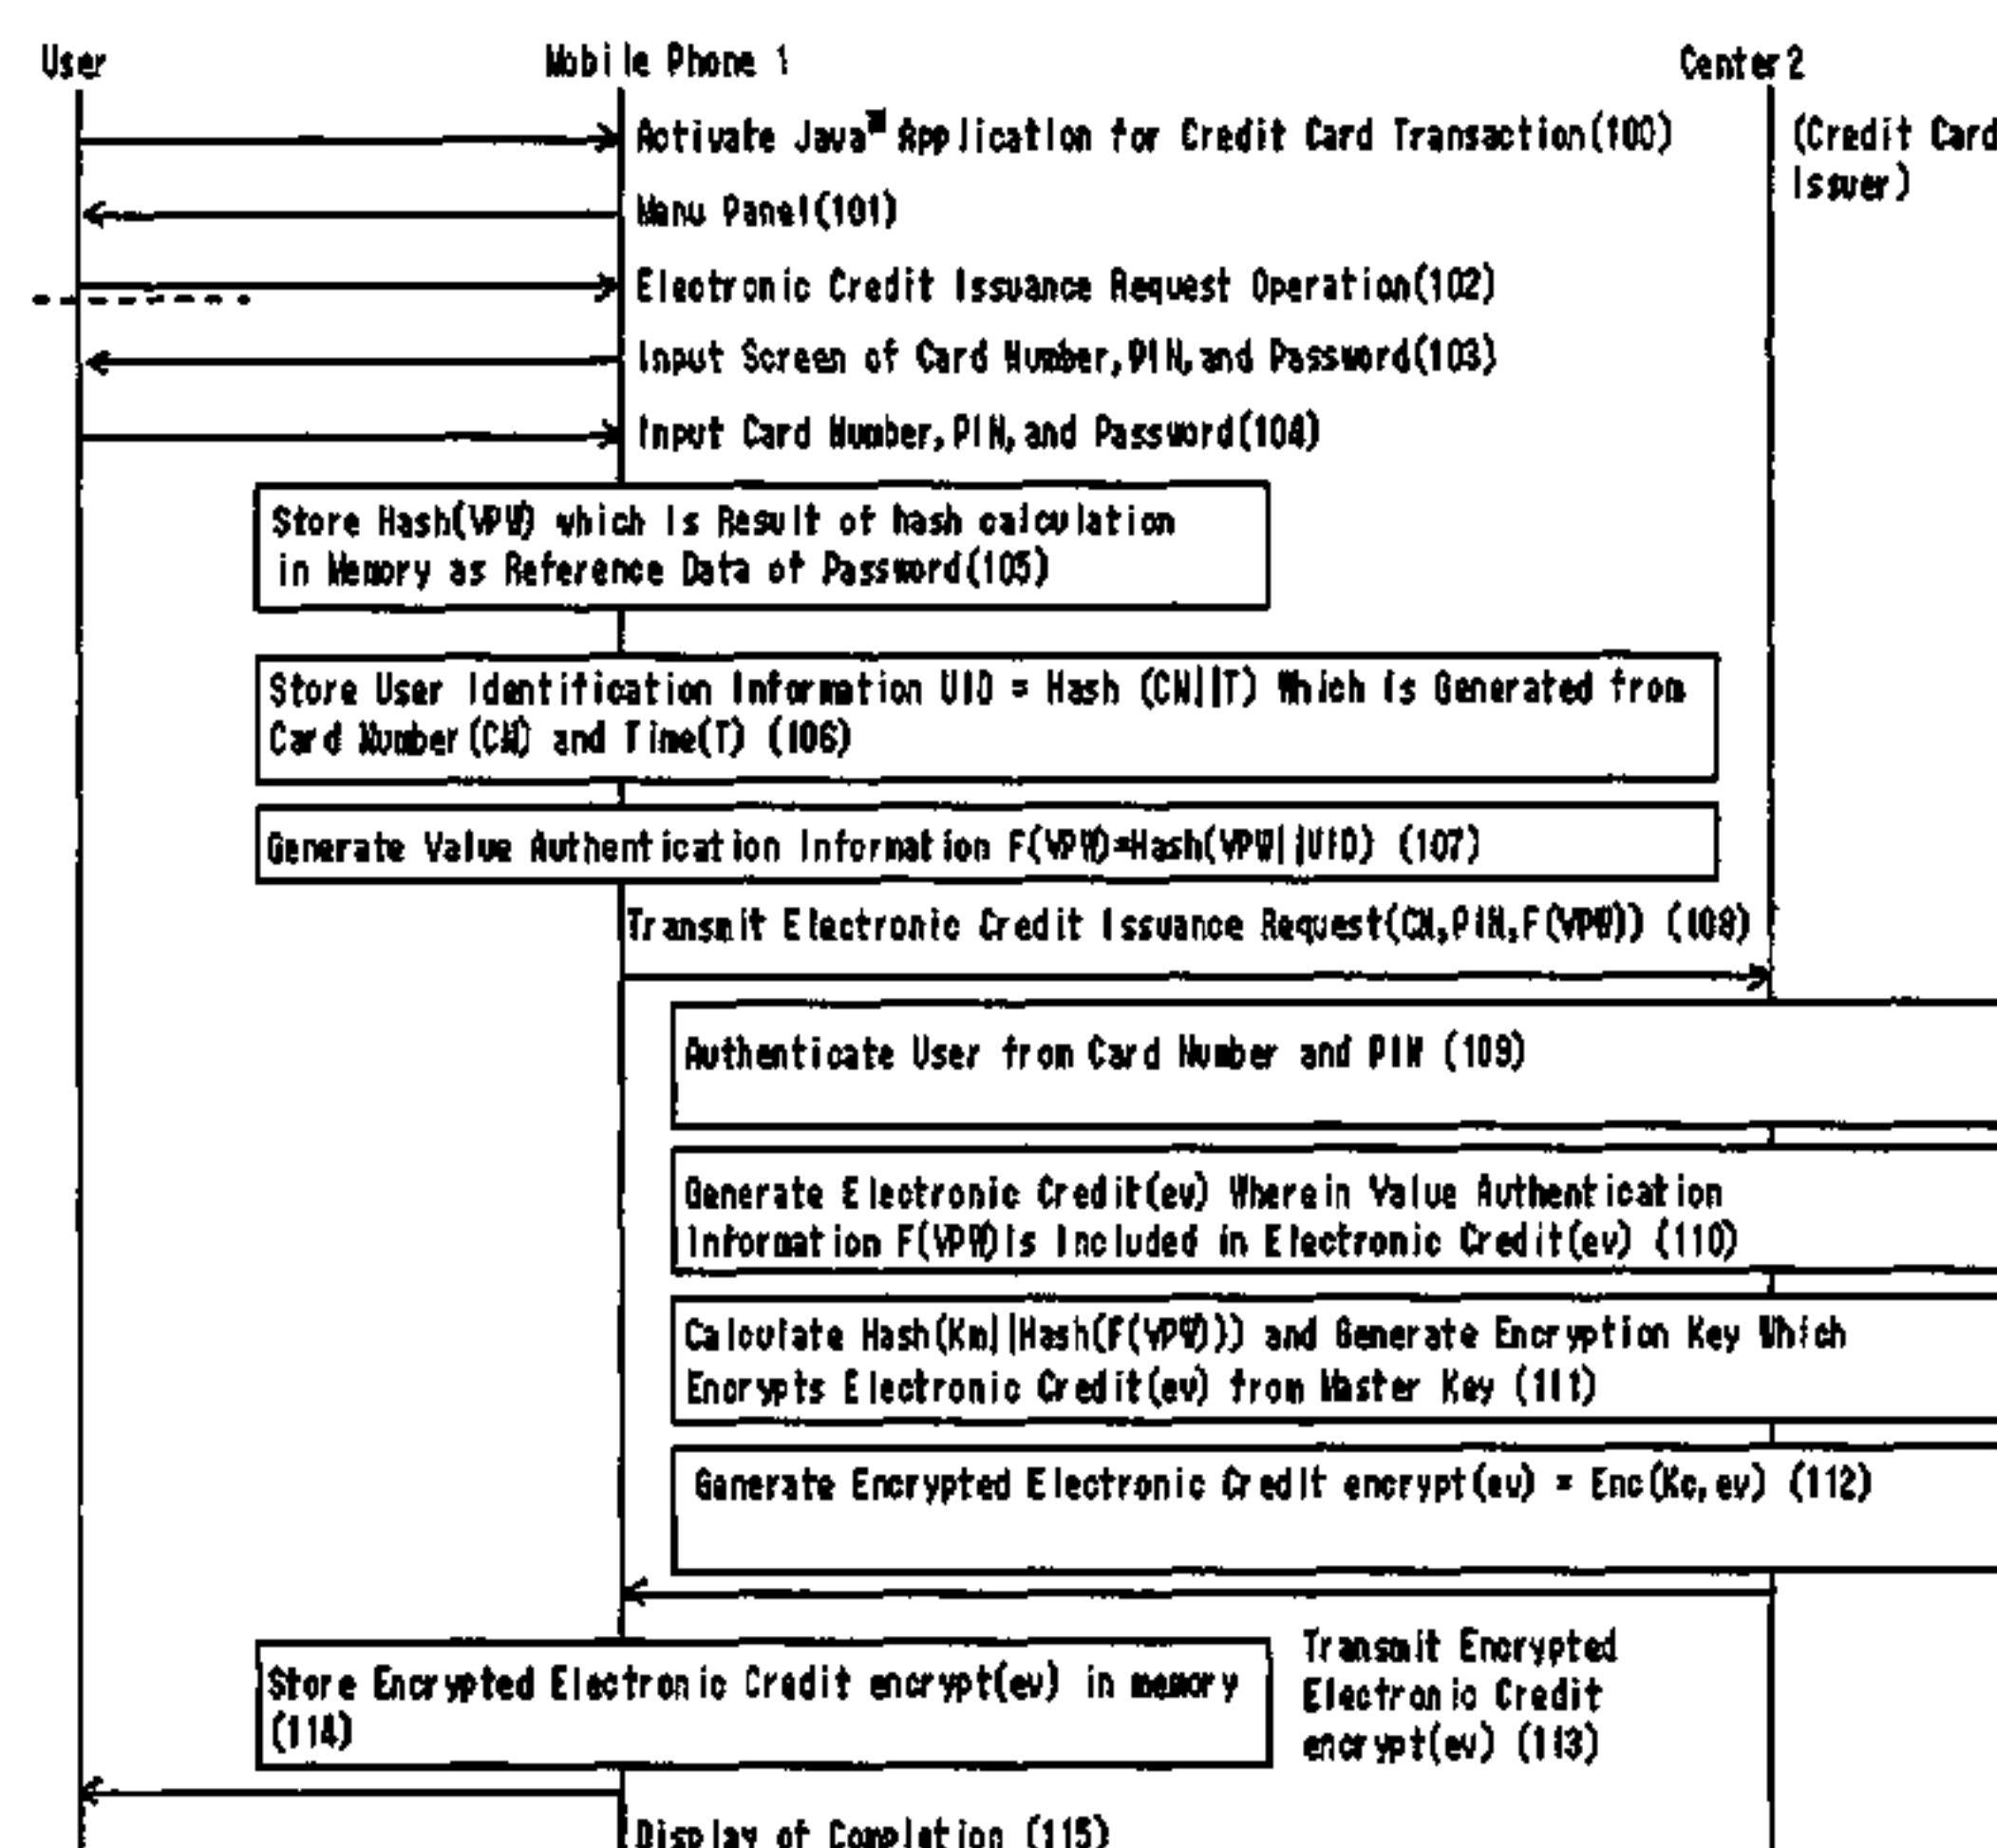 User
Mobile Phone 1
Center2
Activate Java™ Application for Credit Card Transaction(100)
(Credit Card
Issuer)
Menu Panel(101)
Electronic Credit Issuance Request Operation(102)
Input Screen of Card Number,PIN,and Password(103)
Input Card Number,PIN,and Password(104)
Store Hash(VPW) which Is Result of hash calculation
in Memory as Reference Data of Password(105)
Store User Identification Information UID = Hash (CN||T) Which is Generated from
Card Number(CN) and Time(T) (106)
Generate Value Authentication Information F(VPW)=Hash(VPW||UID) (107)
Transmit Electronic Credit Issuance Request(CN,PIN,F(VPW)) (108)
Authenticate User from Card Number and PIN (109)
Generate Electronic Credit(ev) Wherein Value Authentication
Information F(VPW)Is Included in Electronic Credit(ev) (110)
Calculate Hash(Km||Hash(F(VPW))) and Generate Encryption Key Which
Encrypts Electronic Credit(ev) from Master Key (111)
Generate Encrypted Electronic Credit encrypt(ev) = Enc(Kc,ev) (112)
Transmit Encrypted
Electronic Credit
encrypt(ev) (113)
Store Encrypted Electronic Credit encrypt(ev) in memory
(114)
Display of Completion (115)